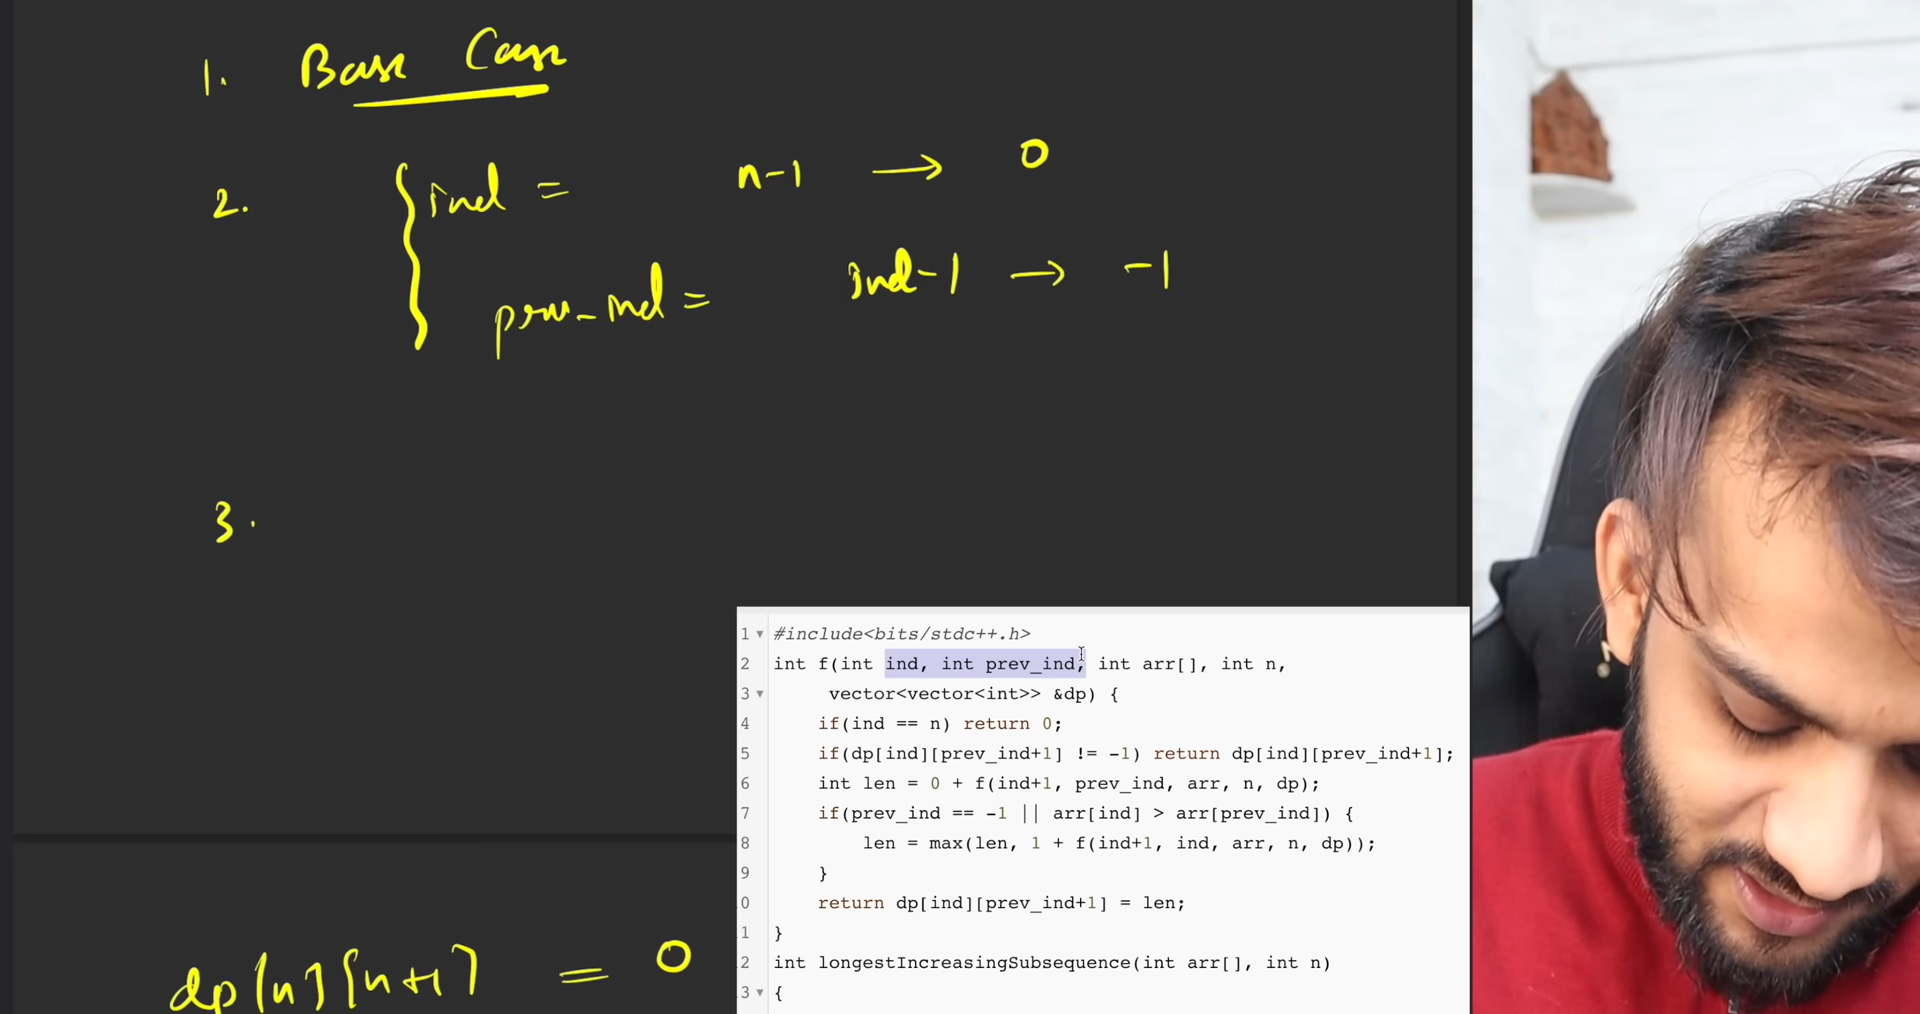 1. Base Case
2. { ind = n-1 → 0
prev_ind = ind-1 → -1
3.
1 #include<bits/stdc++.h>
2 int f(int ind, int prev_ind, int arr[], int n,
3 vector<vector<int>> &dp) {
4 if(ind == n) return 0;
5 if(dp[ind][prev_ind+1] != -1) return dp[ind][prev_ind+1];
6 int len = 0 + f(ind+1, prev_ind, arr, n, dp);
7 if(prev_ind == -1 || arr[ind] > arr[prev_ind]) {
8 len = max(len, 1 + f(ind+1, ind, arr, n, dp));
9 }
0 return dp[ind][prev_ind+1] = len;
1 }
2 int longestIncreasingSubsequence(int arr[], int n)
3 {
dp[n][n+1] = 0